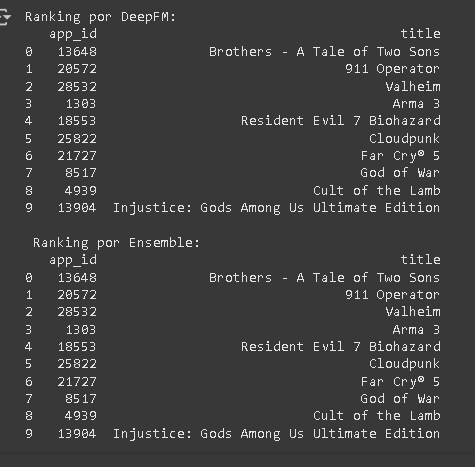 Ranking por DeepFM:
app_id title
0 13648 Brothers - A Tale of Two Sons
1 20572 911 Operator
2 28532 Valheim
3 1303 Arma 3
4 18553 Resident Evil 7 Biohazard
5 25822 Cloudpunk
6 21727 Far Cry® 5
7 8517 God of War
8 4939 Cult of the Lamb
9 13904 Injustice: Gods Among Us Ultimate Edition
Ranking por Ensemble:
app_id title
0 13648 Brothers - A Tale of Two Sons
1 20572 911 Operator
2 28532 Valheim
3 1303 Arma 3
4 18553 Resident Evil 7 Biohazard
5 25822 Cloudpunk
6 21727 Far Cry® 5
7 8517 God of War
8 4939 Cult of the Lamb
9 13904 Injustice: Gods Among Us Ultimate Edition